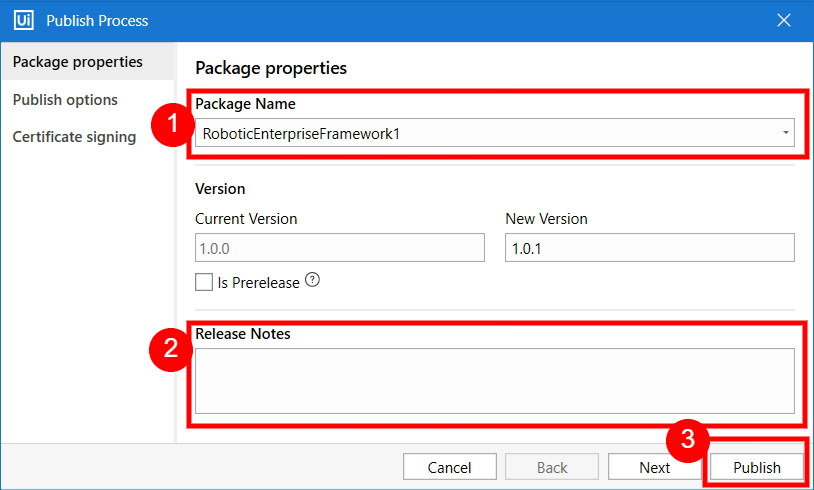 Ui Publish Process
Package properties
Publish options
Certificate signing
Package properties
1
Package Name
RoboticEnterpriseFramework1
Version
Current Version
New Version
1.0.0
1.0.1
Is Prerelease ?
2
Release Notes
3
Cancel
Back
Next
Publish